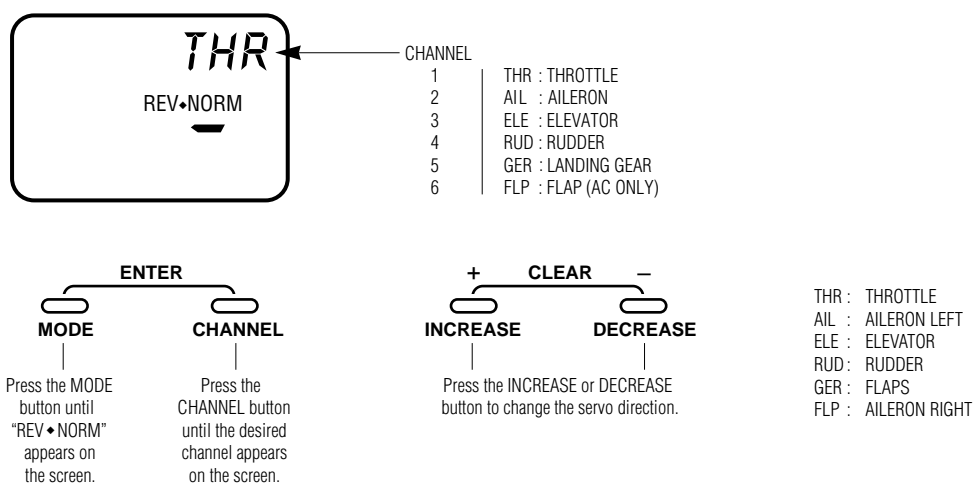 THR
REV◆NORM
CHANNEL
1 THR : THROTTLE
2 AIL : AILERON
3 ELE : ELEVATOR
4 RUD : RUDDER
5 GER : LANDING GEAR
6 FLP : FLAP (AC ONLY)
ENTER
MODE CHANNEL
Press the MODE
button until
“REV ◆ NORM”
appears on
the screen.
Press the
CHANNEL button
until the desired
channel appears
on the screen.
+ CLEAR –
INCREASE DECREASE
Press the INCREASE or DECREASE
button to change the servo direction.
THR : THROTTLE
AIL : AILERON LEFT
ELE : ELEVATOR
RUD : RUDDER
GER : FLAPS
FLP : AILERON RIGHT